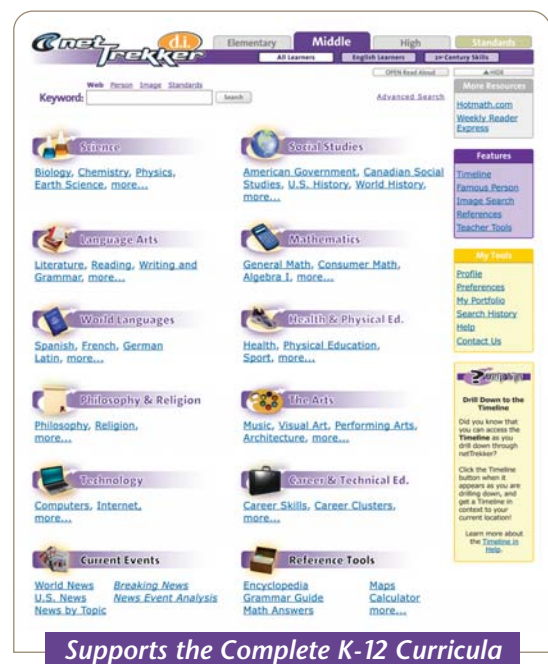 netTrekker d.i.
Elementary Middle High Standards
All Learners English Learners 21st Century Skills
OPEN Read Aloud HIDE
Web Person Image Standards
Keyword: Search Advanced Search
Science
Biology, Chemistry, Physics,
Earth Science, more...
Social Studies
American Government, Canadian Social
Studies, U.S. History, World History,
more...
Language Arts
Literature, Reading, Writing and
Grammar, more...
Mathematics
General Math, Consumer Math,
Algebra I, more...
World Languages
Spanish, French, German
Latin, more...
Health & Physical Ed.
Health, Physical Education,
Sport, more...
Philosophy & Religion
Philosophy, Religion,
more...
The Arts
Music, Visual Art, Performing Arts,
Architecture, more...
Technology
Computers, Internet,
more...
Career & Technical Ed.
Career Skills, Career Clusters,
more...
Current Events
World News Breaking News
U.S. News News Event Analysis
News by Topic
Reference Tools
Encyclopedia Maps
Grammar Guide Calculator
Math Answers more...
More Resources
Hotmath.com
Weekly Reader
Express
Features
Timeline
Famous Person
Image Search
References
Teacher Tools
My Tools
Profile
Preferences
My Portfolio
Search History
Help
Contact Us
Drill Down to the
Timeline
Did you know that
you can access the
Timeline as you
drill down through
netTrekker?
Click the Timeline
button when it
appears as you are
drilling down, and
get a Timeline in
context to your
current location!
Learn more about
the Timeline in
Help.
Supports the Complete K-12 Curricula